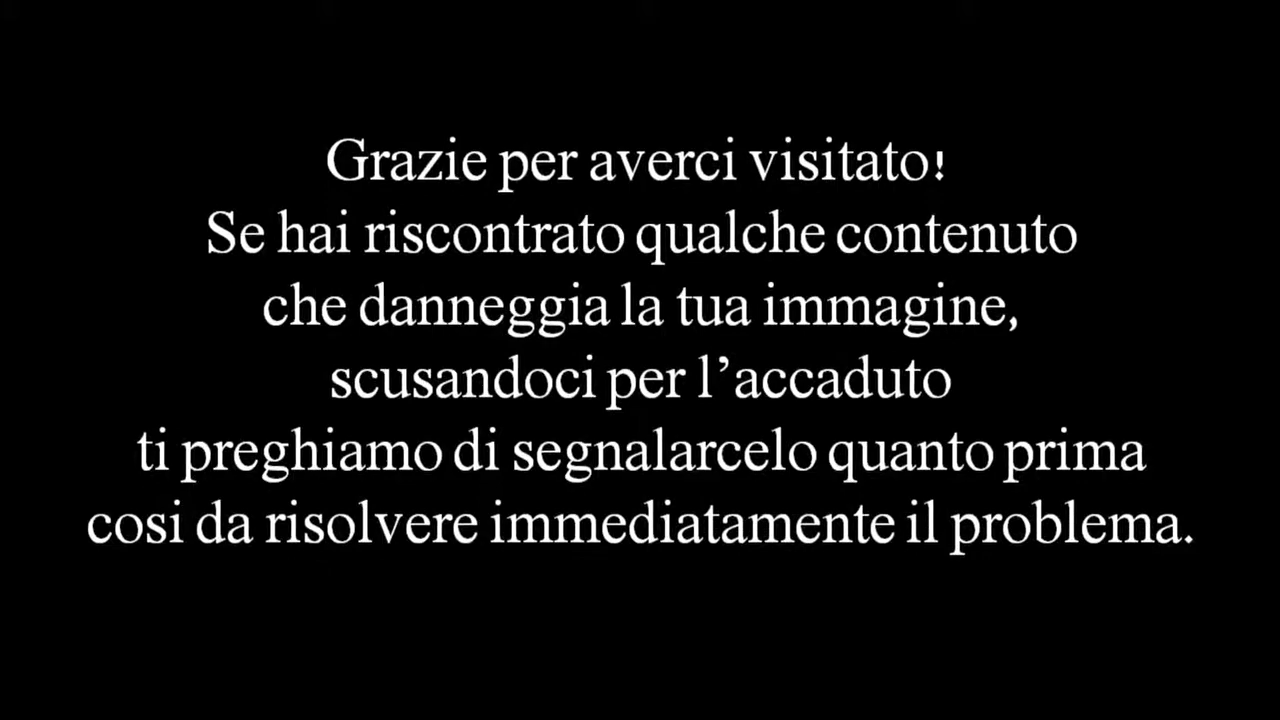 Grazie per averci visitato!
Se hai riscontrato qualche contenuto
che danneggia la tua immagine,
scusandoci per l’accaduto
ti preghiamo di segnalarcelo quanto prima
cosi da risolvere immediatamente il problema.